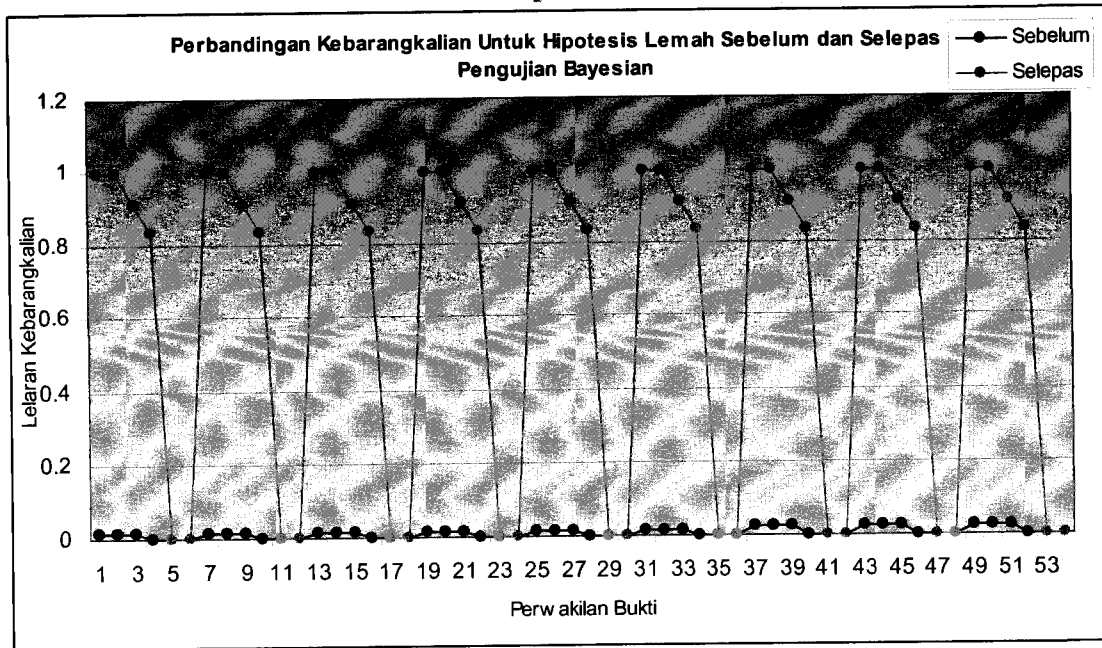 Perbandingan Kebarangkalian Untuk Hipotesis Lemah Sebelum dan Selepas
Pengujian Bayesian
Sebelum
Selepas
1.2
1
0.8
0.6
0.4
0.2
0
Lelaran Kebarangkalian
1 3 5 7 9 11 13 15 17 19 21 23 25 27 29 31 33 35 37 39 41 43 45 47 49 51 53
Perwakilan Bukti